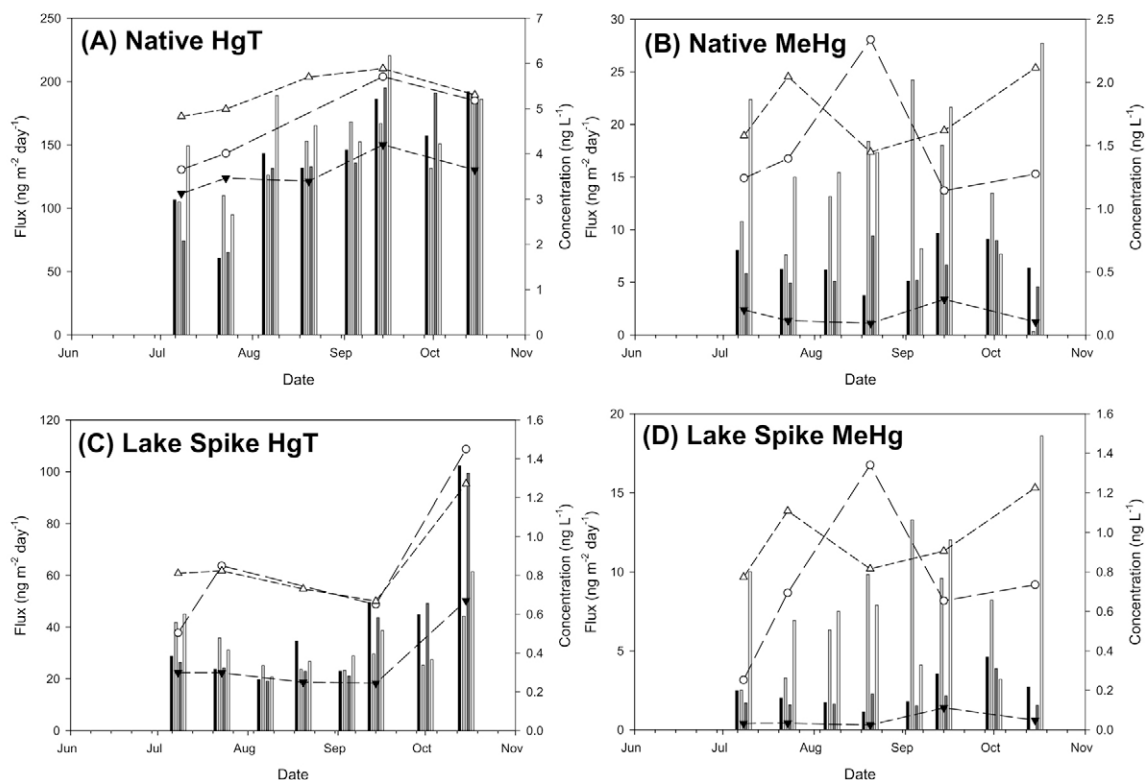 (A) Native HgT
250
200
150
100
50
0
Flux (ng m-2 day-1)
7
6
5
4
3
2
1
0
Concentration (ng L-1)
Jun Jul Aug Sep Oct Nov
Date
(B) Native MeHg
30
25
20
15
10
5
0
Flux (ng m-2 day-1)
2.5
2.0
1.5
1.0
0.5
0.0
Concentration (ng L-1)
Jun Jul Aug Sep Oct Nov
Date
(C) Lake Spike HgT
120
100
80
60
40
20
0
Flux (ng m-2 day-1)
1.6
1.4
1.2
1.0
0.8
0.6
0.4
0.2
0.0
Concentration (ng L-1)
Jun Jul Aug Sep Oct Nov
Date
(D) Lake Spike MeHg
20
15
10
5
0
Flux (ng m-2 day-1)
1.6
1.4
1.2
1.0
0.8
0.6
0.4
0.2
0.0
Concentration (ng L-1)
Jun Jul Aug Sep Oct Nov
Date